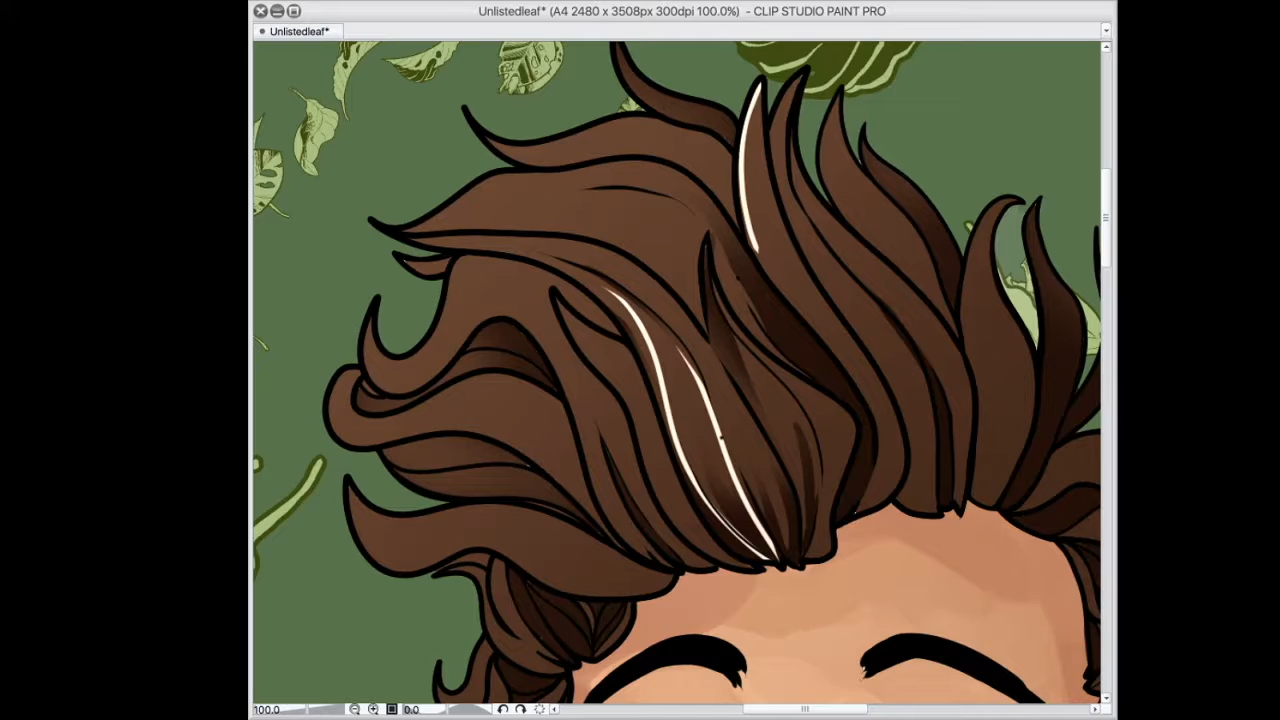 Unlistedleaf* (A4 2480 x 3508px 300dpi 100.0%) - CLIP STUDIO PAINT PRO
Unlistedleaf*
100.0
0.0